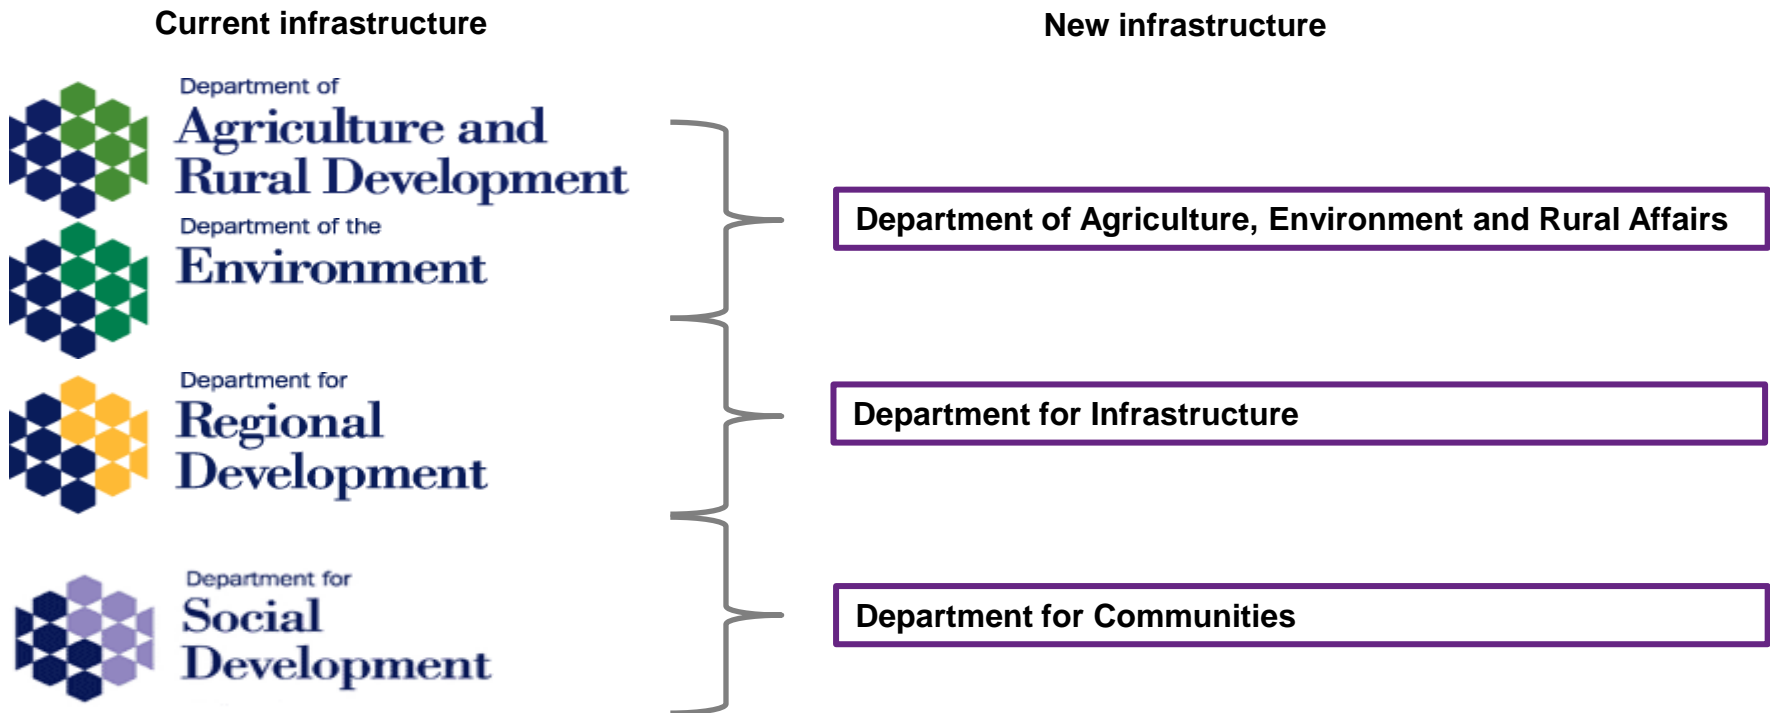 Current infrastructure
New infrastructure
Department of
Agriculture and
Rural Development
Department of the
Environment
Department of Agriculture, Environment and Rural Affairs
Department for
Regional
Development
Department for Infrastructure
Department for
Social
Development
Department for Communities